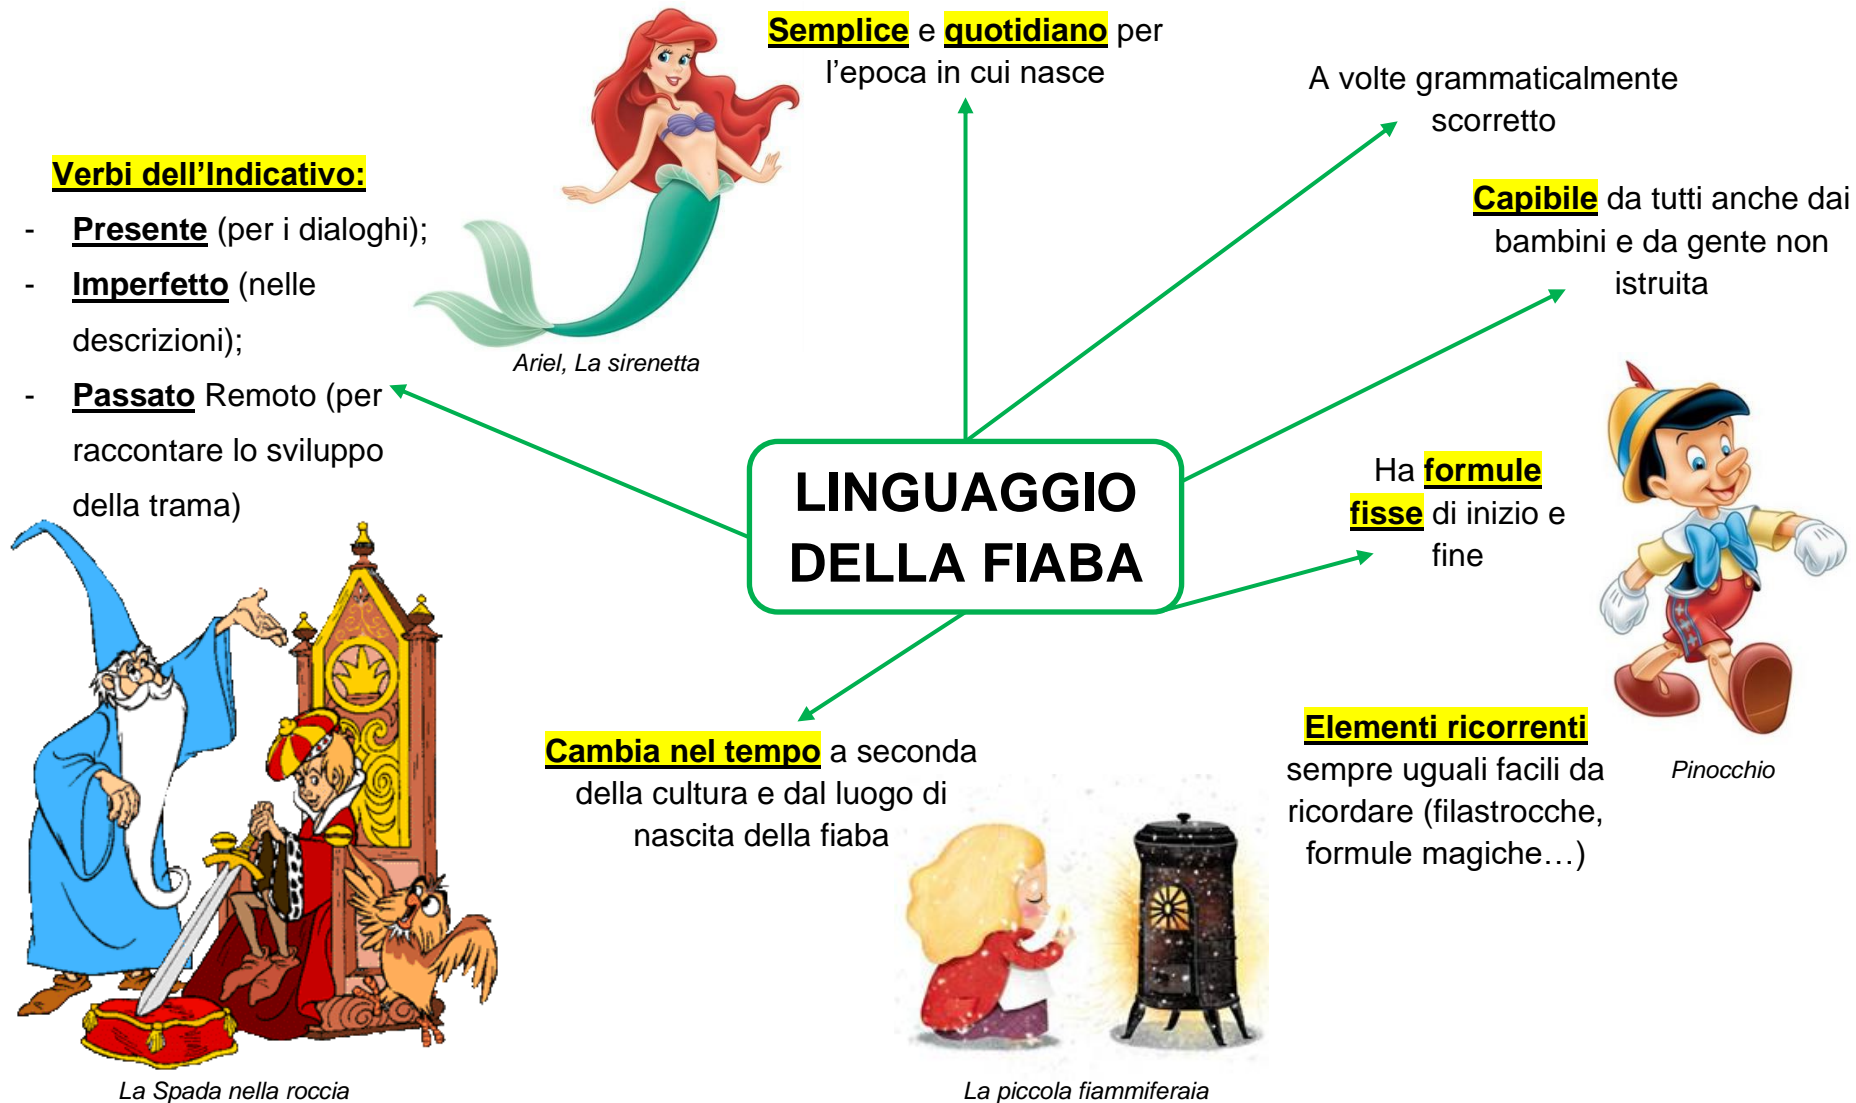 Semplice e quotidiano per
l'epoca in cui nasce
A volte grammaticalmente
scorretto
Verbi dell’Indicativo:
- Presente (per i dialoghi);
- Imperfetto (nelle
descrizioni);
- Passato Remoto (per
raccontare lo sviluppo
della trama)
Capibile da tutti anche dai
bambini e da gente non
istruita
Ariel, La sirenetta
LINGUAGGIO
DELLA FIABA
Ha formule
fisse di inizio e
fine
Cambia nel tempo a seconda
della cultura e dal luogo di
nascita della fiaba
Elementi ricorrenti
sempre uguali facili da
ricordare (filastrocche,
formule magiche…)
Pinocchio
La Spada nella roccia
La piccola fiammiferaia